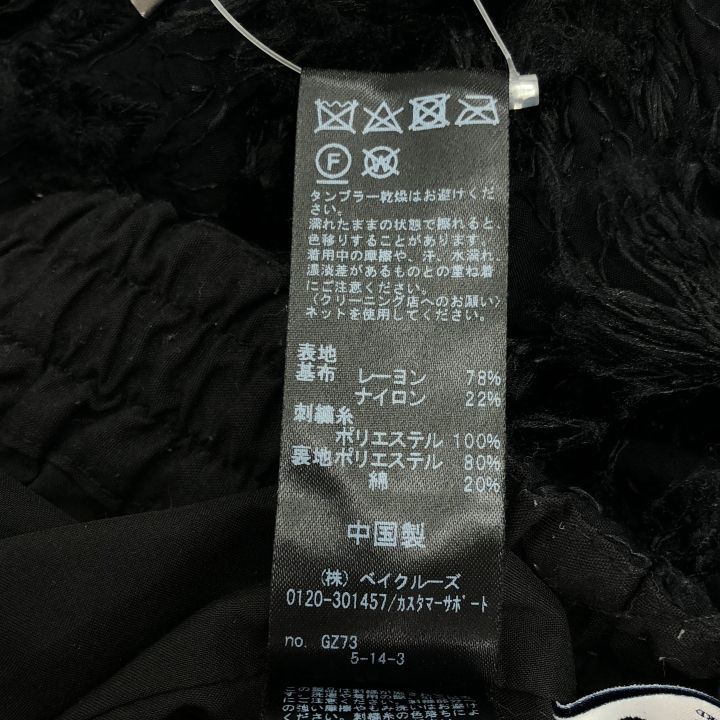 F W
タンブラー乾燥はお避けくだ
さい。
濡れたままの状態で擦れると、
色移りすることがあります。
着用中の摩擦や、汗、水濡れ、
濃淡差があるものとの重ね着
にご注意ください。
(クリーニング店へのお願い)
ネットを使用してください。
表地
基布 レーヨン 78%
ナイロン 22%
刺繍糸
ポリエステル 100%
裏地ポリエステル 80%
綿 20%
中国製
(株) ベイクルーズ
0120-301457/カスタマーサポート
no. GZ73
5-14-3